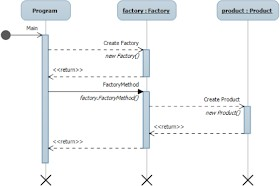 Program
factory : Factory
product : Product
Main
Create Factory
new Factory()
<<return>>
FactoryMethod
factory.FactoryMethod()
Create Product
new Product()
<<return>>
<<return>>